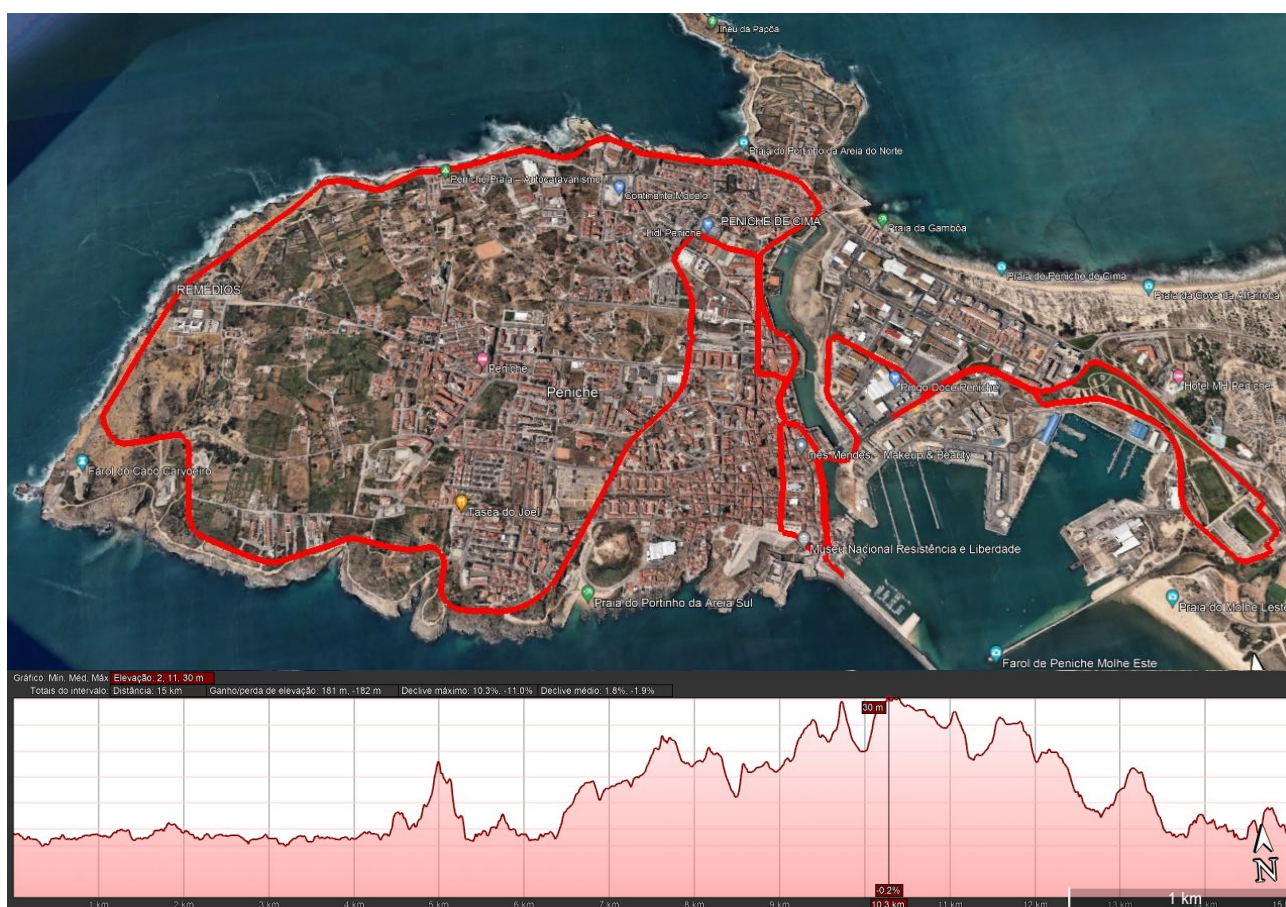 Ilheu da Papôa
Praia do Portinho da Areia do Norte
Peniche Praia - Autocaravanismo...
Continente Modelo
PENICHE DE CIMA
Lidl Peniche
Praia da Gambôa
Praia de Peniche de Cima
Praia da Cova da Alfarroba
REMÉDIOS
Peniche
Peniche
Pingo Doce Peniche
Hotel MH Peniche
Farol do Cabo Carvoeiro
Inês Mendes - Makeup & Beauty
Tasca do Joel
Museu Nacional Resistência e Liberdade
Praia do Portinho da Areia Sul
Praia do Molhe Leste
Farol de Peniche Molhe Este
Gráfico: Mín. Méd, Máx Elevação: 2, 11, 30 m
Totais do intervalo: Distância: 15 km Ganho/perda de elevação: 181 m, -182 m Declive máximo: 10.3%, -11.0% Declive médio: 1.8%, -1.9%
30 m
-0.2%
N
1 km 2 km 3 km 4 km 5 km 6 km 7 km 8 km 9 km 10.3 km 11 km 12 km 13 km
1 km